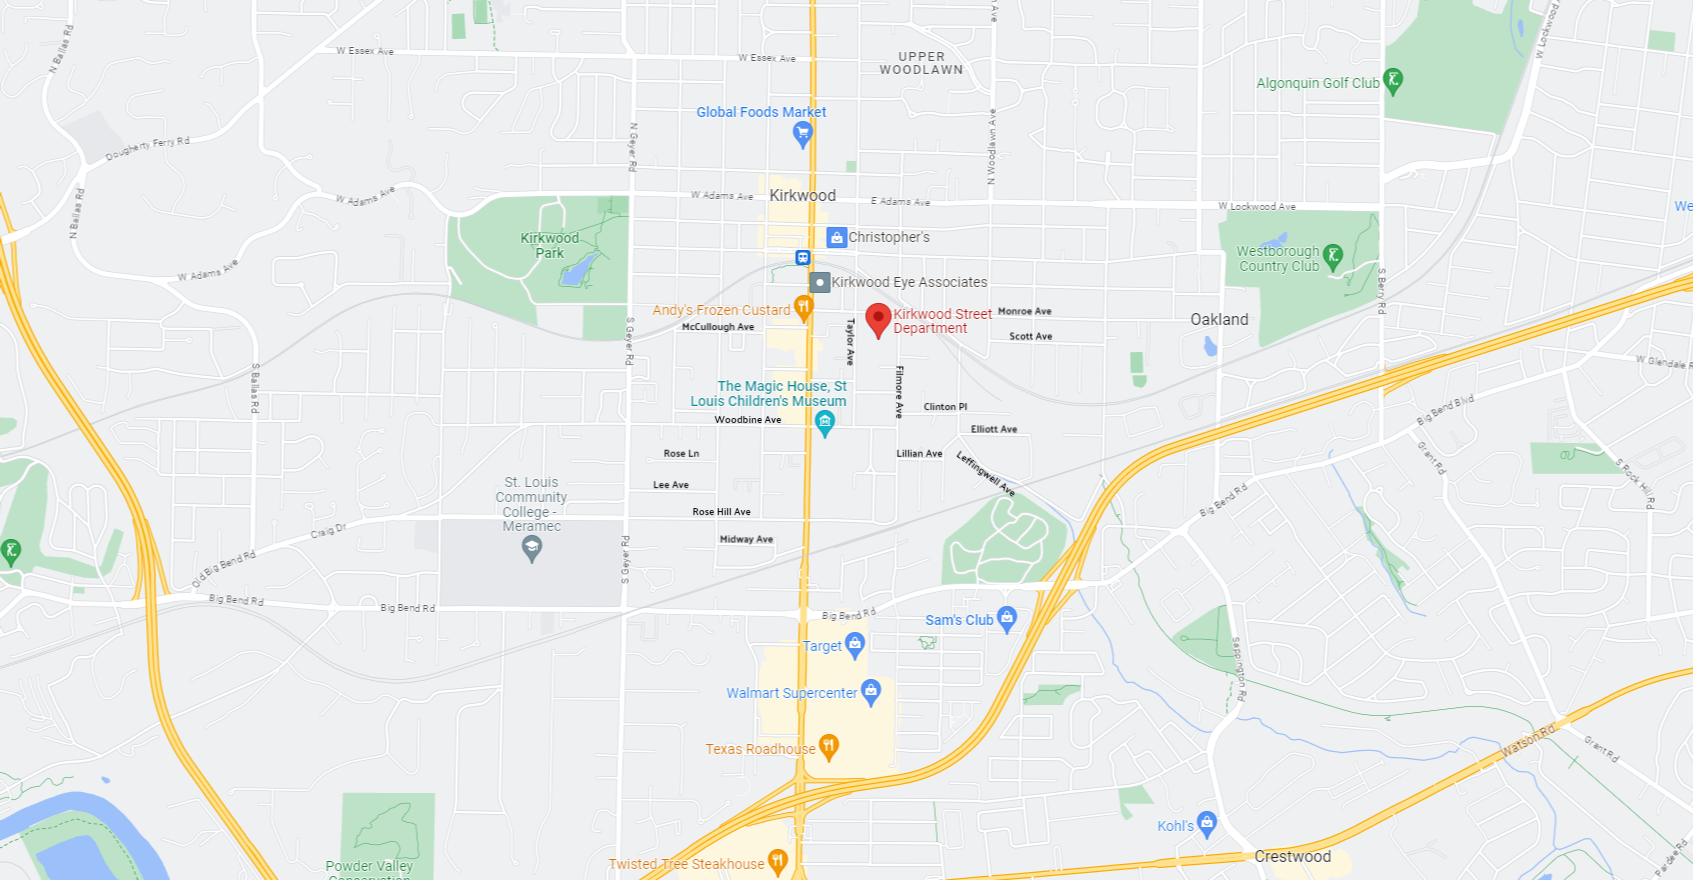 N Ballas Rd
W Essex Ave
W Essex Ave
UPPER
WOODLAWN
W Lockwood A
Algonquin Golf Club
Global Foods Market
Dougherty Ferry Rd
N Geyer Rd
N Woodlawn Ave
N Ballas Rd
W Adams Ave
W Adams Ave
Kirkwood
E Adams Ave
W Lockwood Ave
We
Kirkwood
Park
Christopher's
Westborough
Country Club
W Adams Ave
Kirkwood Eye Associates
S Berry Rd
Andy's Frozen Custard
McCullough Ave
Kirkwood Street
Department
Monroe Ave
Scott Ave
Oakland
S Geyer Rd
Taylor Ave
W Glendale R
S Ballas Rd
The Magic House, St
Louis Children's Museum
Filmore Ave
Clinton Pl
Big Bend Blvd
Woodbine Ave
Elliott Ave
Rose Ln
Lillian Ave
Leffingwell Ave
Grant Rd
S Rock Hill Rd
Lee Ave
St. Louis
Community
College -
Meramec
Rose Hill Ave
Big Bend Rd
Craig Dr
Midway Ave
S Geyer Rd
Old Big Bend Rd
Big Bend Rd
Big Bend Rd
Big Bend Rd
Sam's Club
Target
Sappington Rd
Walmart Supercenter
Texas Roadhouse
Watson Rd
Grant Rd
Kohl's
Crestwood
Pardee Rd
Powder Valley
Conservation
Twisted Tree Steakhouse